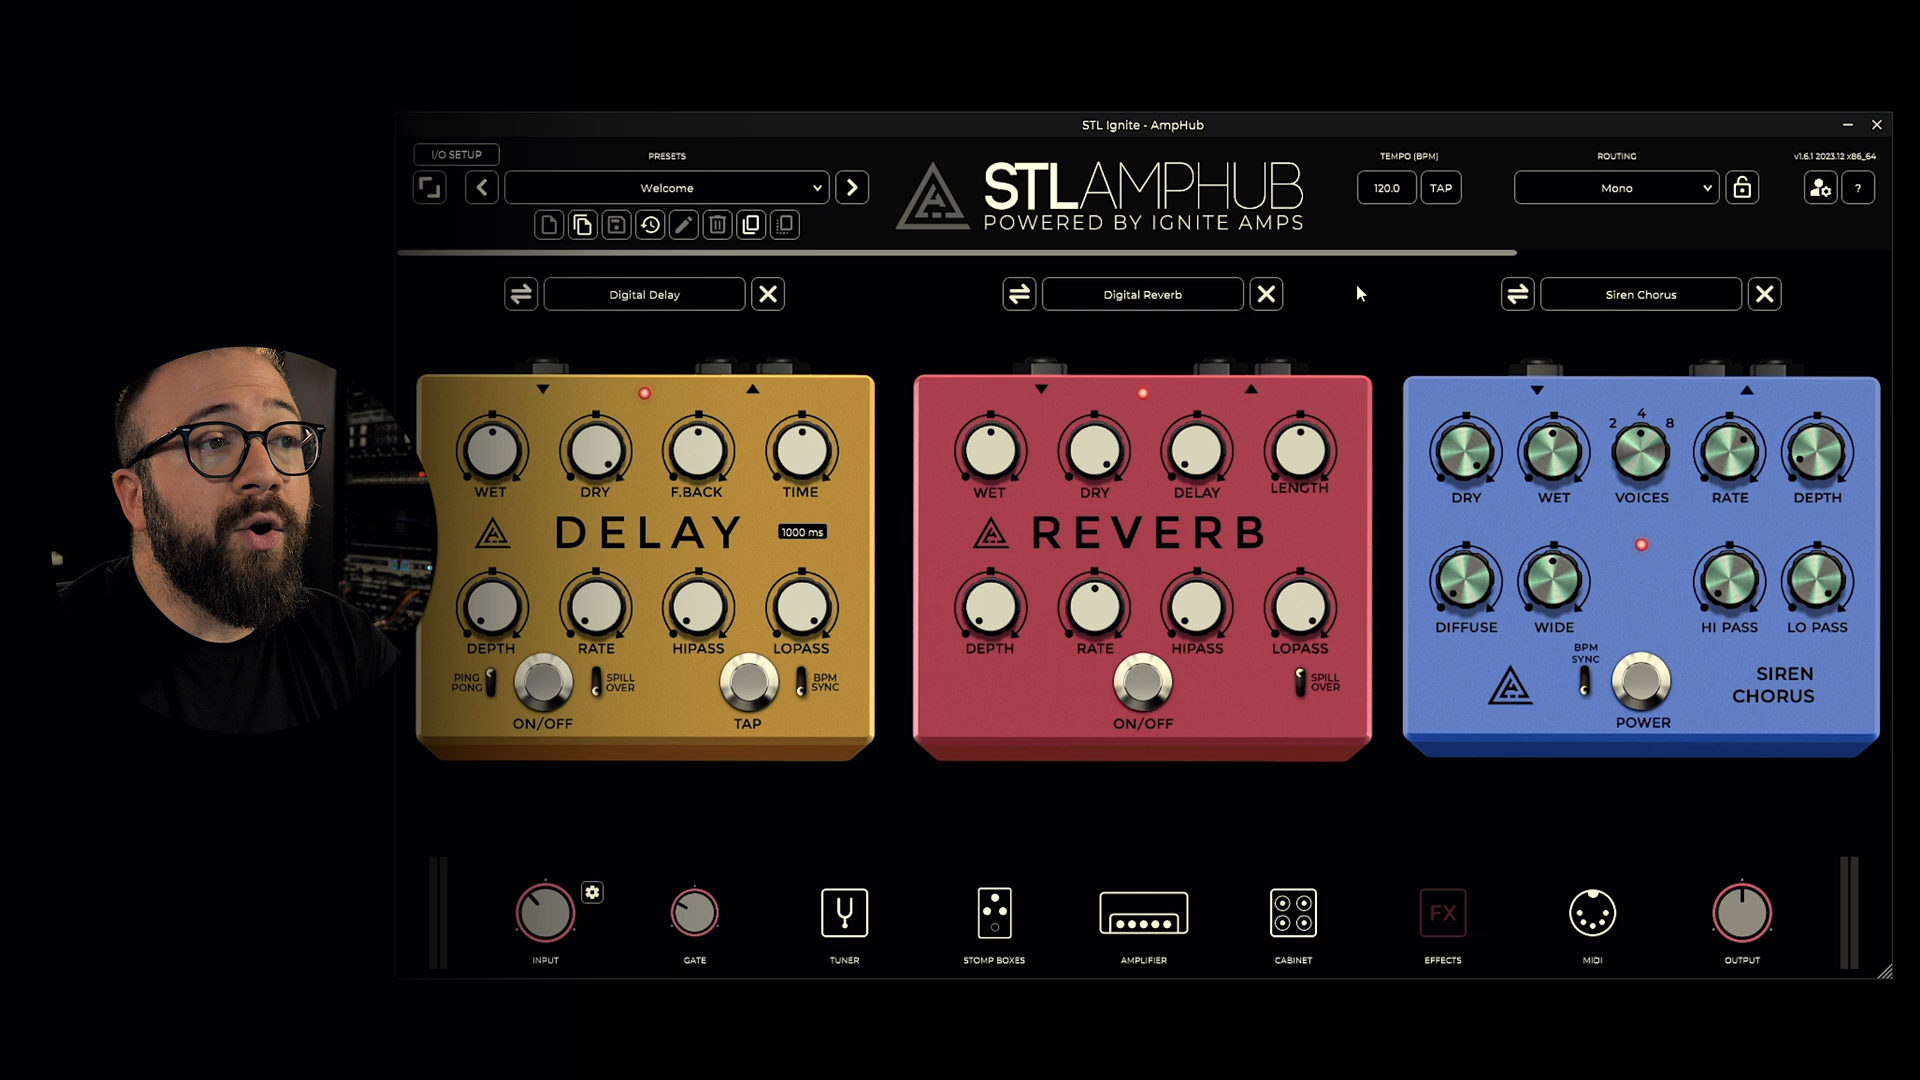 STL Ignite - AmpHub
I/O SETUP
PRESETS
Welcome
STL AMPHUB
POWERED BY IGNITE AMPS
TEMPO (BPM)
120.0
TAP
ROUTING
Mono
v1.6.1 2023.12 x86_64
?
Digital Delay
Digital Reverb
Siren Chorus
WET
DRY
F.BACK
TIME
DELAY
1000 ms
DEPTH
RATE
HIPASS
LOPASS
PING
PONG
SPILL
OVER
BPM
SYNC
ON/OFF
TAP
WET
DRY
DELAY
LENGTH
REVERB
DEPTH
RATE
HIPASS
LOPASS
SPILL
OVER
ON/OFF
2 4 8
DRY
WET
VOICES
RATE
DEPTH
DIFFUSE
WIDE
HI PASS
LO PASS
BPM
SYNC
SIREN
CHORUS
POWER
FX
INPUT
GATE
TUNER
STOMP BOXES
AMPLIFIER
CABINET
EFFECTS
MIDI
OUTPUT